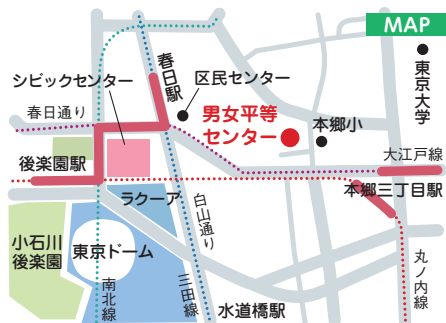 MAP
春日駅
シビックセンター
区民センター
東京大学
春日通り
男女平等
センター
本郷小
大江戸線
後楽園駅
本郷三丁目駅
ラクーア
白山通り
小石川
後楽園
東京ドーム
丸ノ内線
南北線
三田線
水道橋駅